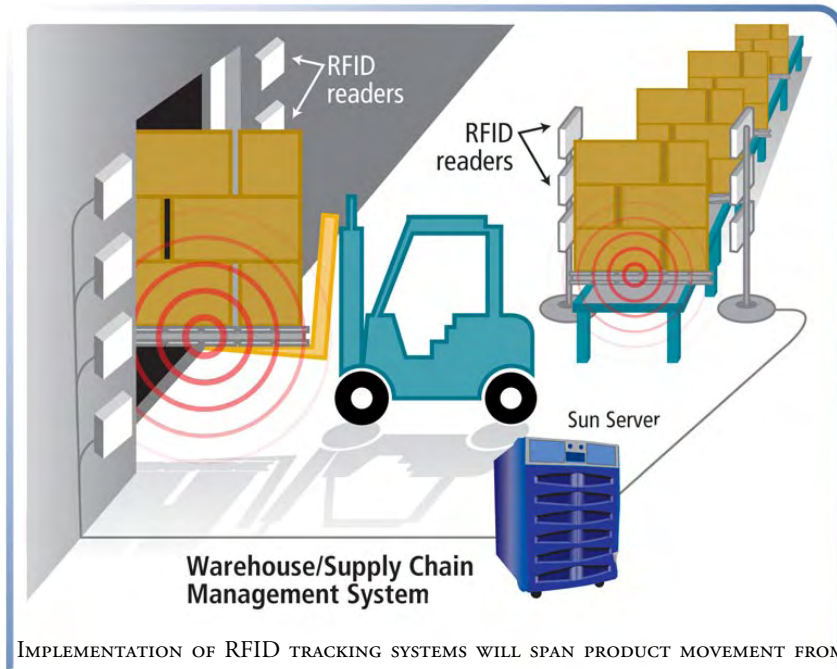 RFID
readers
RFID
readers
Sun Server
Warehouse/Supply Chain
Management System
IMPLEMENTATION OF RFID TRACKING SYSTEMS WILL SPAN PRODUCT MOVEMENT FROM